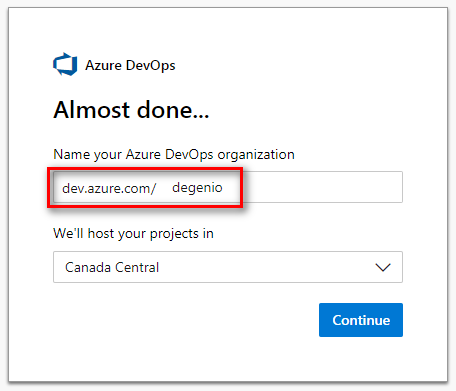 Azure DevOps
Almost done...
Name your Azure DevOps organization
dev.azure.com/ degenio
We'll host your projects in
Canada Central
Continue